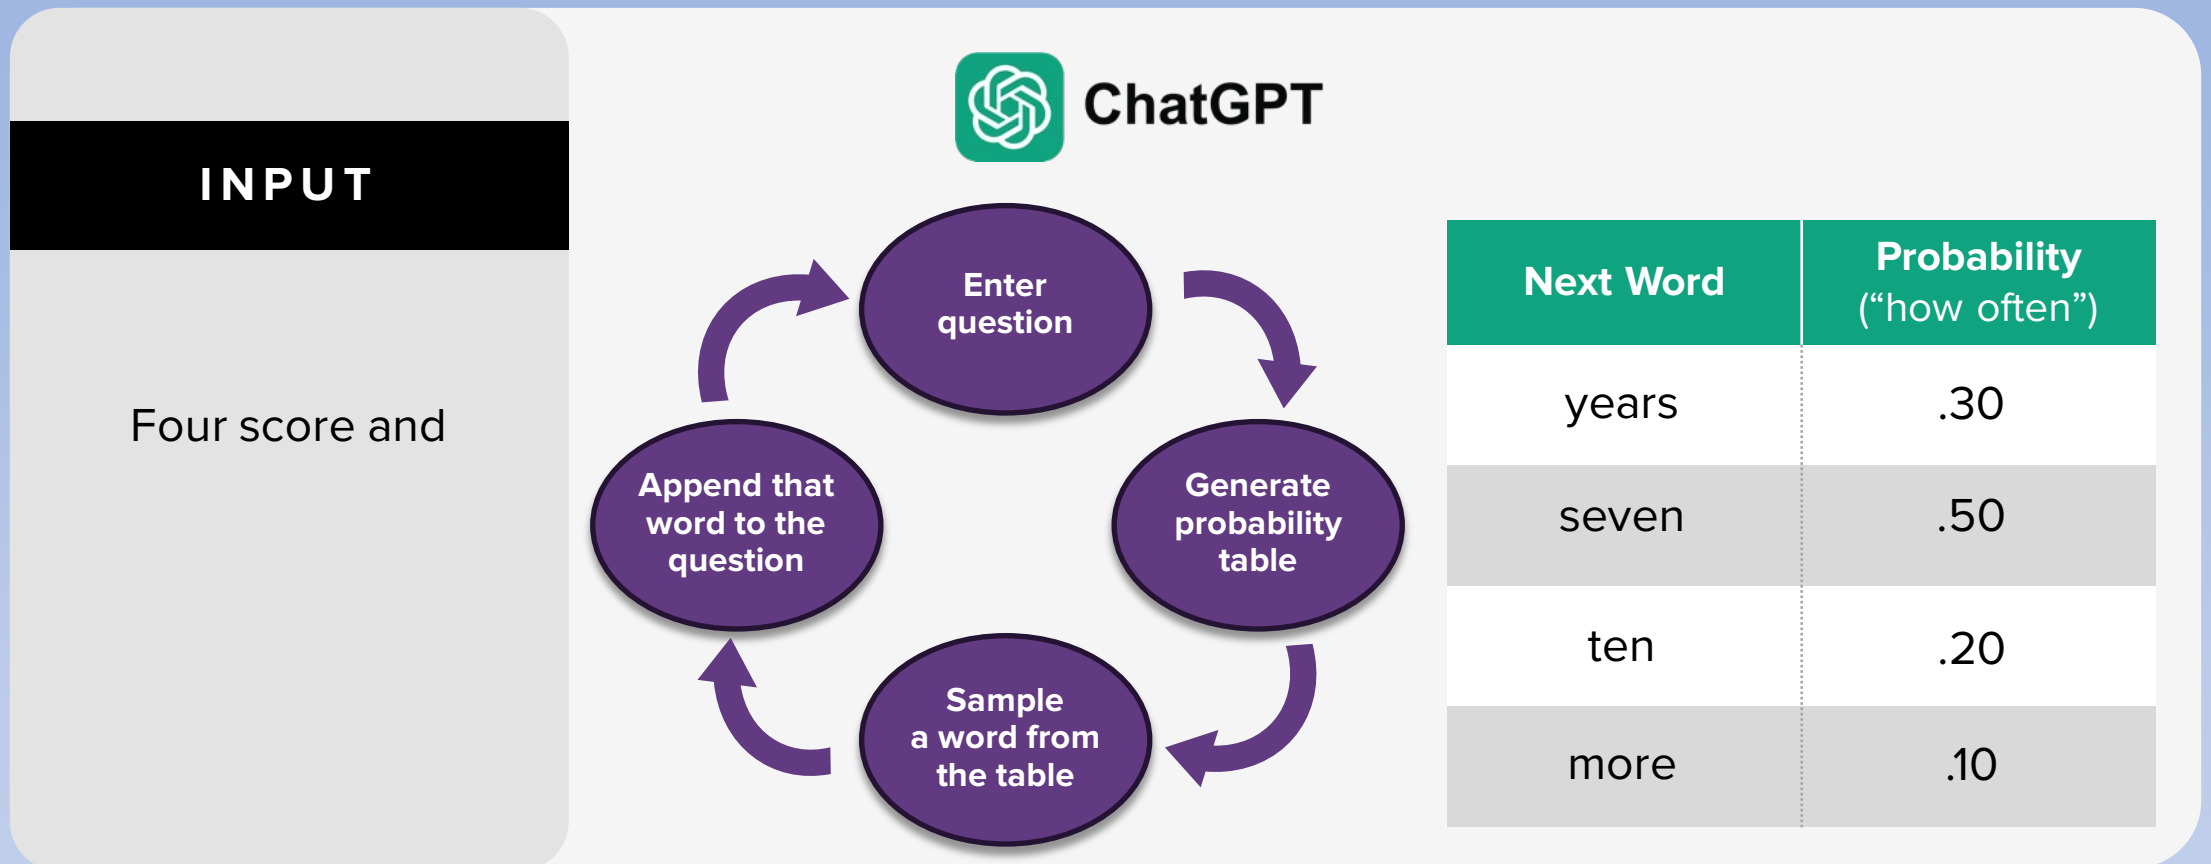 ChatGPT
INPUT
Four score and
Enter
question
Generate
probability
table
Sample
a word from
the table
Append that
word to the
question
Next Word
Probability
(“how often”)
years
.30
seven
.50
ten
.20
more
.10